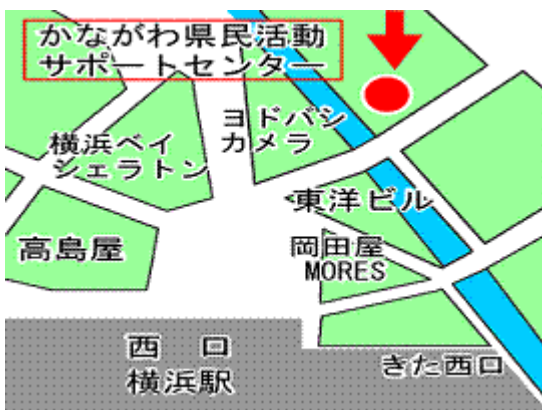 かながわ県民活動
サポートセンター
ヨドバシ
カメラ
横浜ベイ
シェラトン
東洋ビル
高島屋
岡田屋
MORES
西 口
横浜駅
きた西口